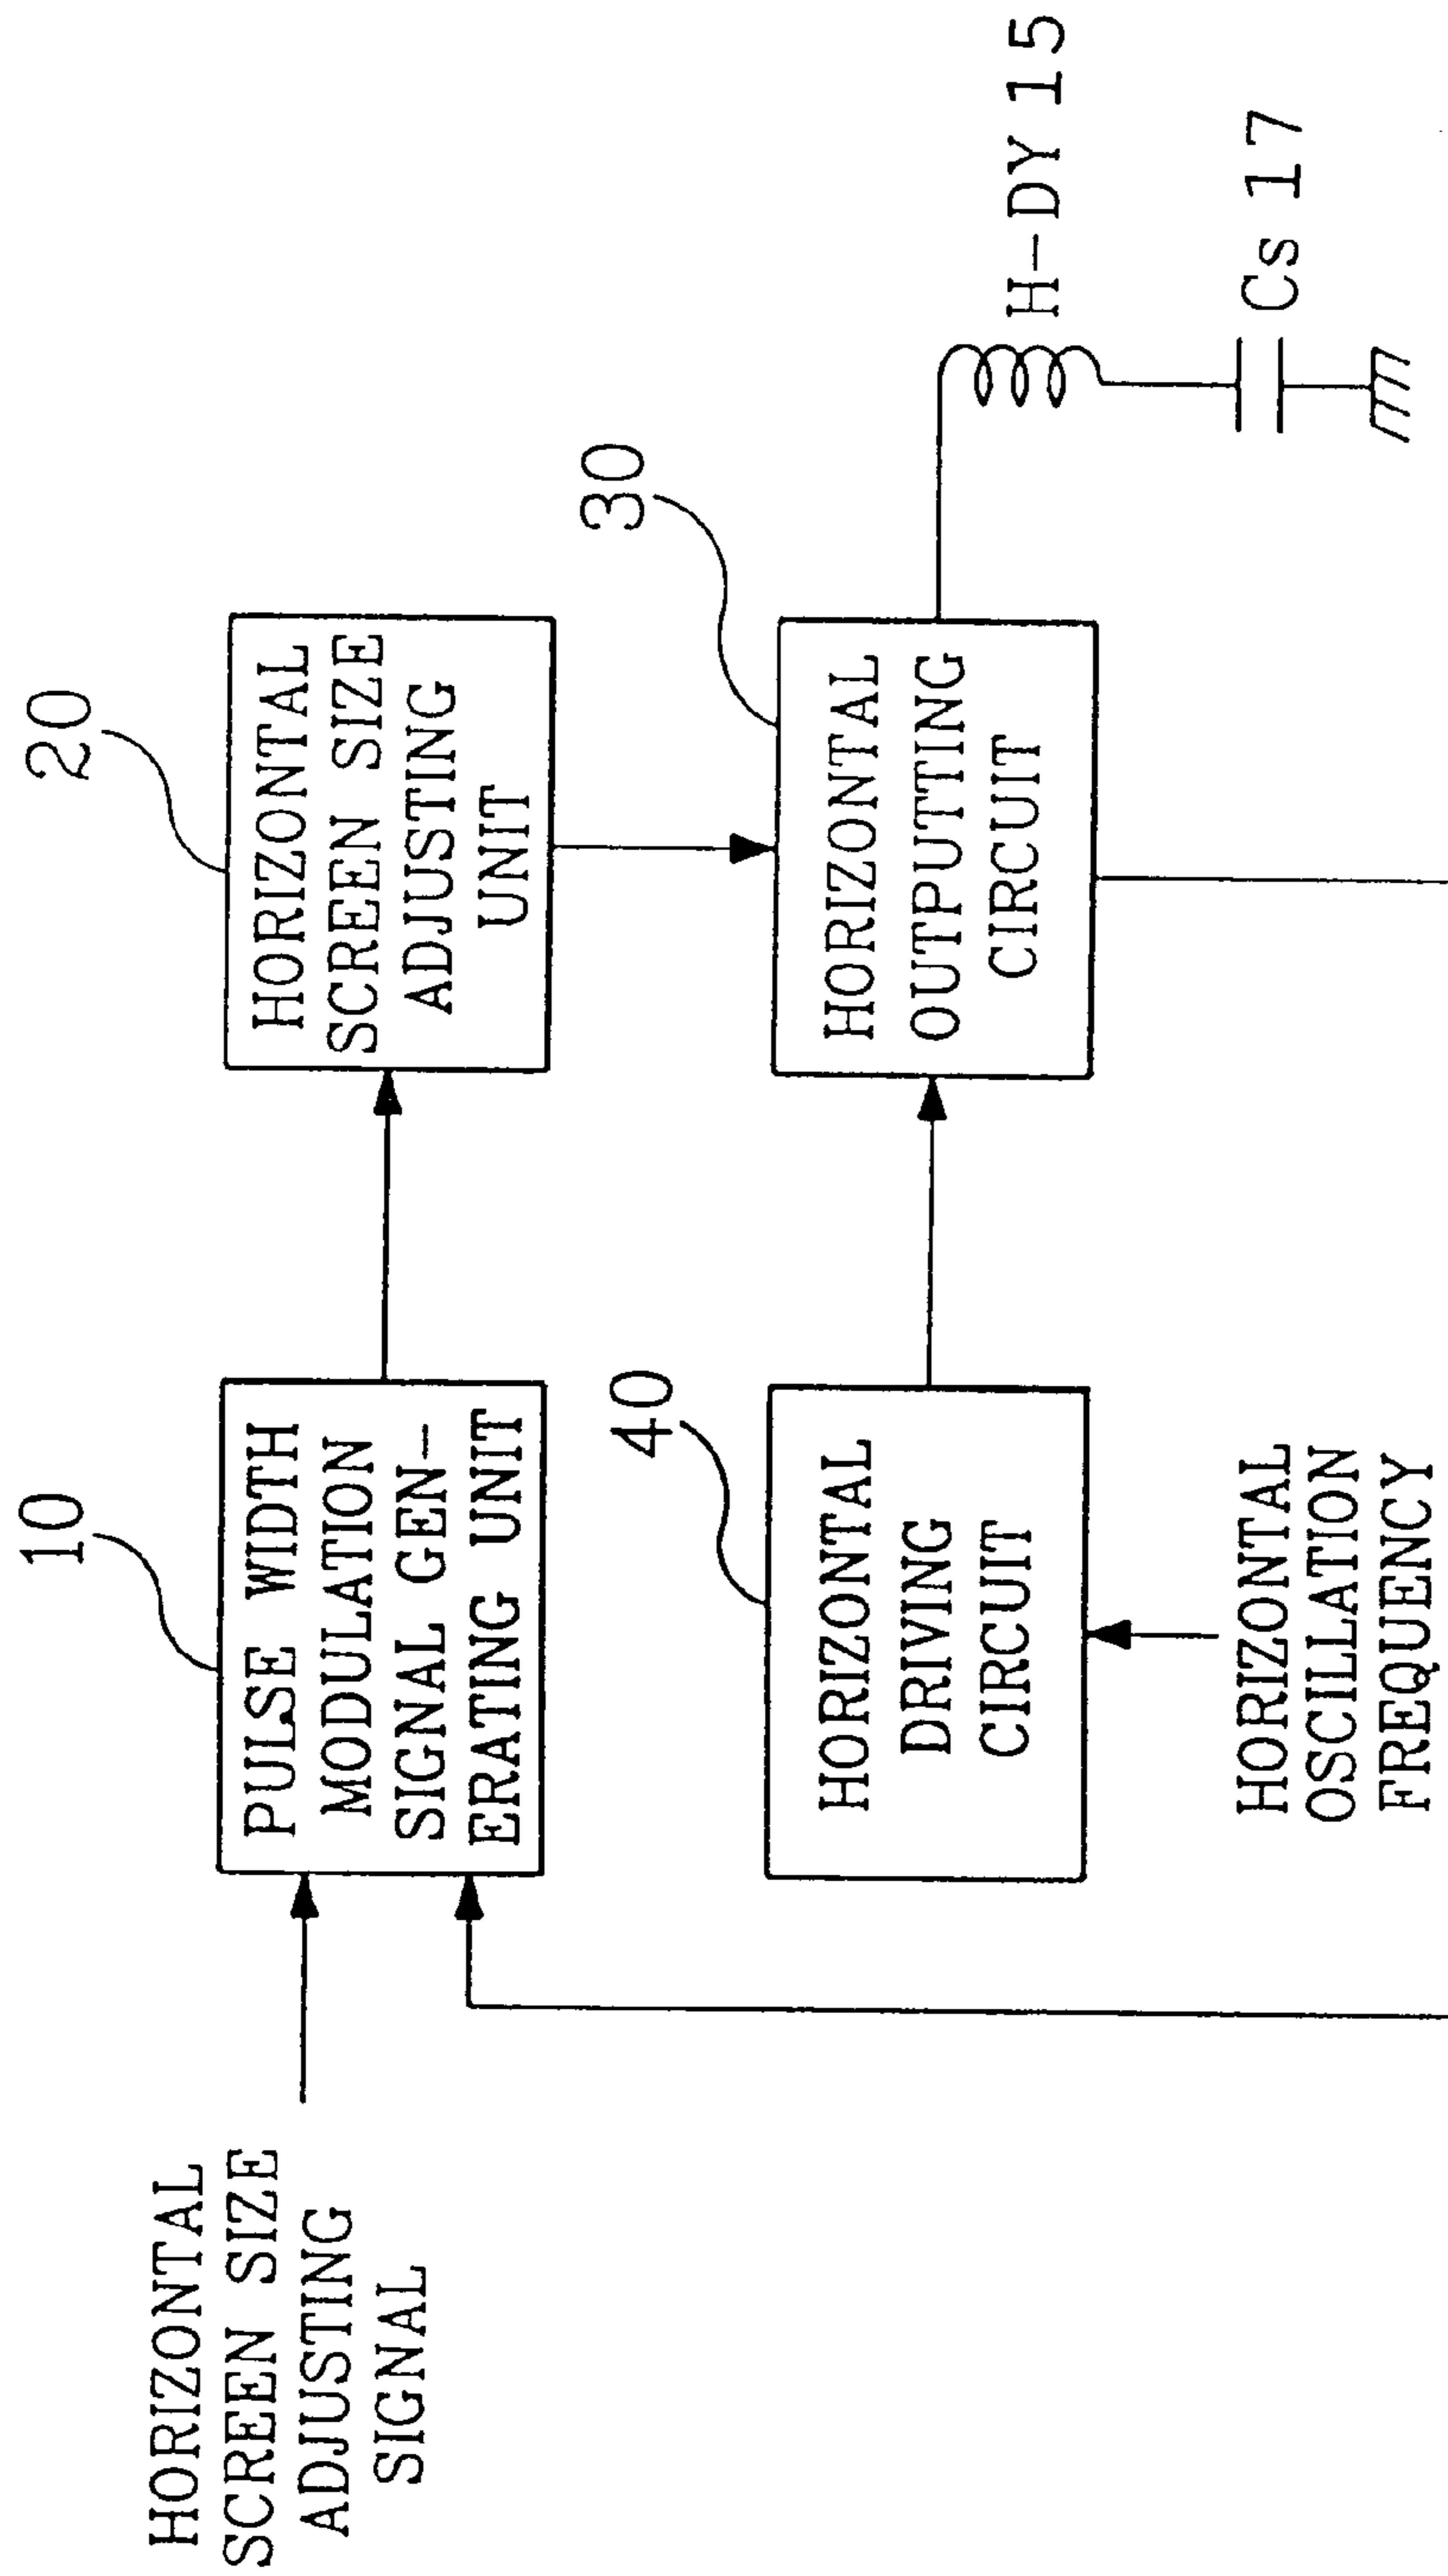 10
20
HORIZONTAL
SCREEN SIZE
ADJUSTING
SIGNAL
PULSE WIDTH
MODULATION
SIGNAL GEN-
ERATING UNIT
HORIZONTAL
SCREEN SIZE
ADJUSTING
UNIT
40
30
HORIZONTAL
DRIVING
CIRCUIT
HORIZONTAL
OUTPUTTING
CIRCUIT
H-DY 15
Cs 17
HORIZONTAL
OSCILLATION
FREQUENCY